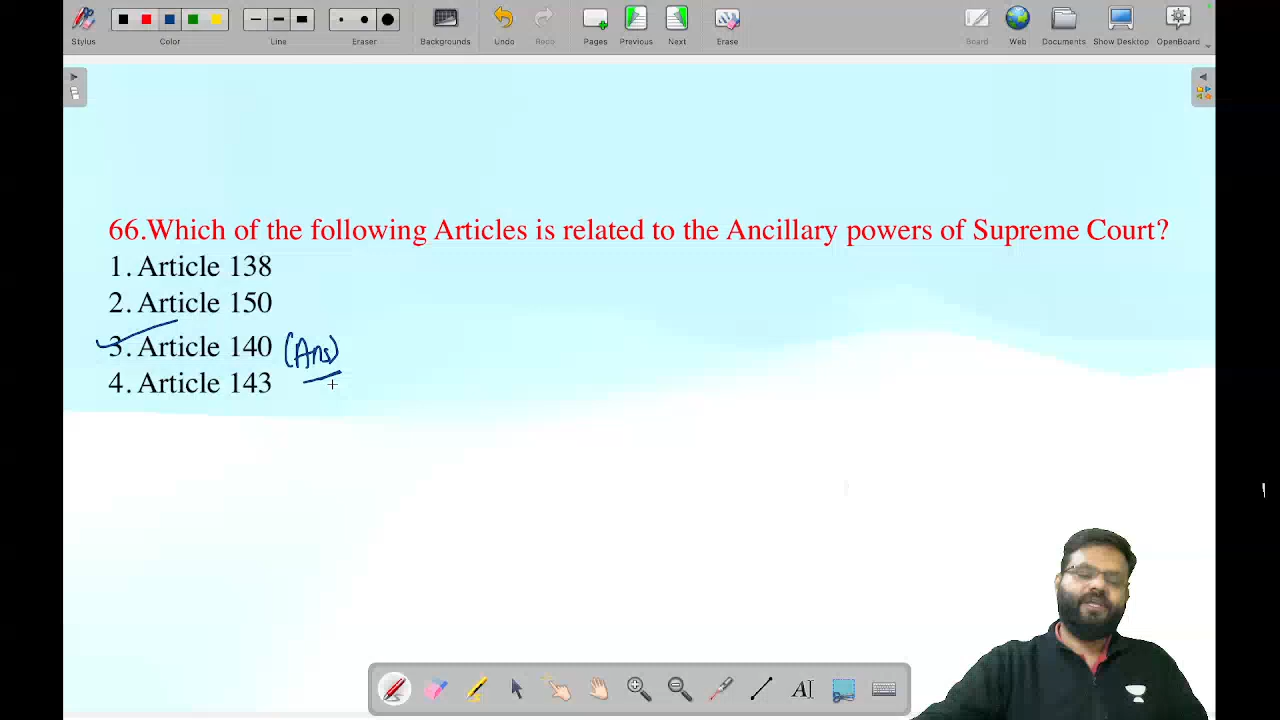 Stylus
Color
Line
Eraser
Backgrounds
Undo
Redo
Pages
Previous
Next
Erase
Board
Web
Documents
Show Desktop
OpenBoard
66.Which of the following Articles is related to the Ancillary powers of Supreme Court?
1. Article 138
2. Article 150
3. Article 140 (Ans)
4. Article 143